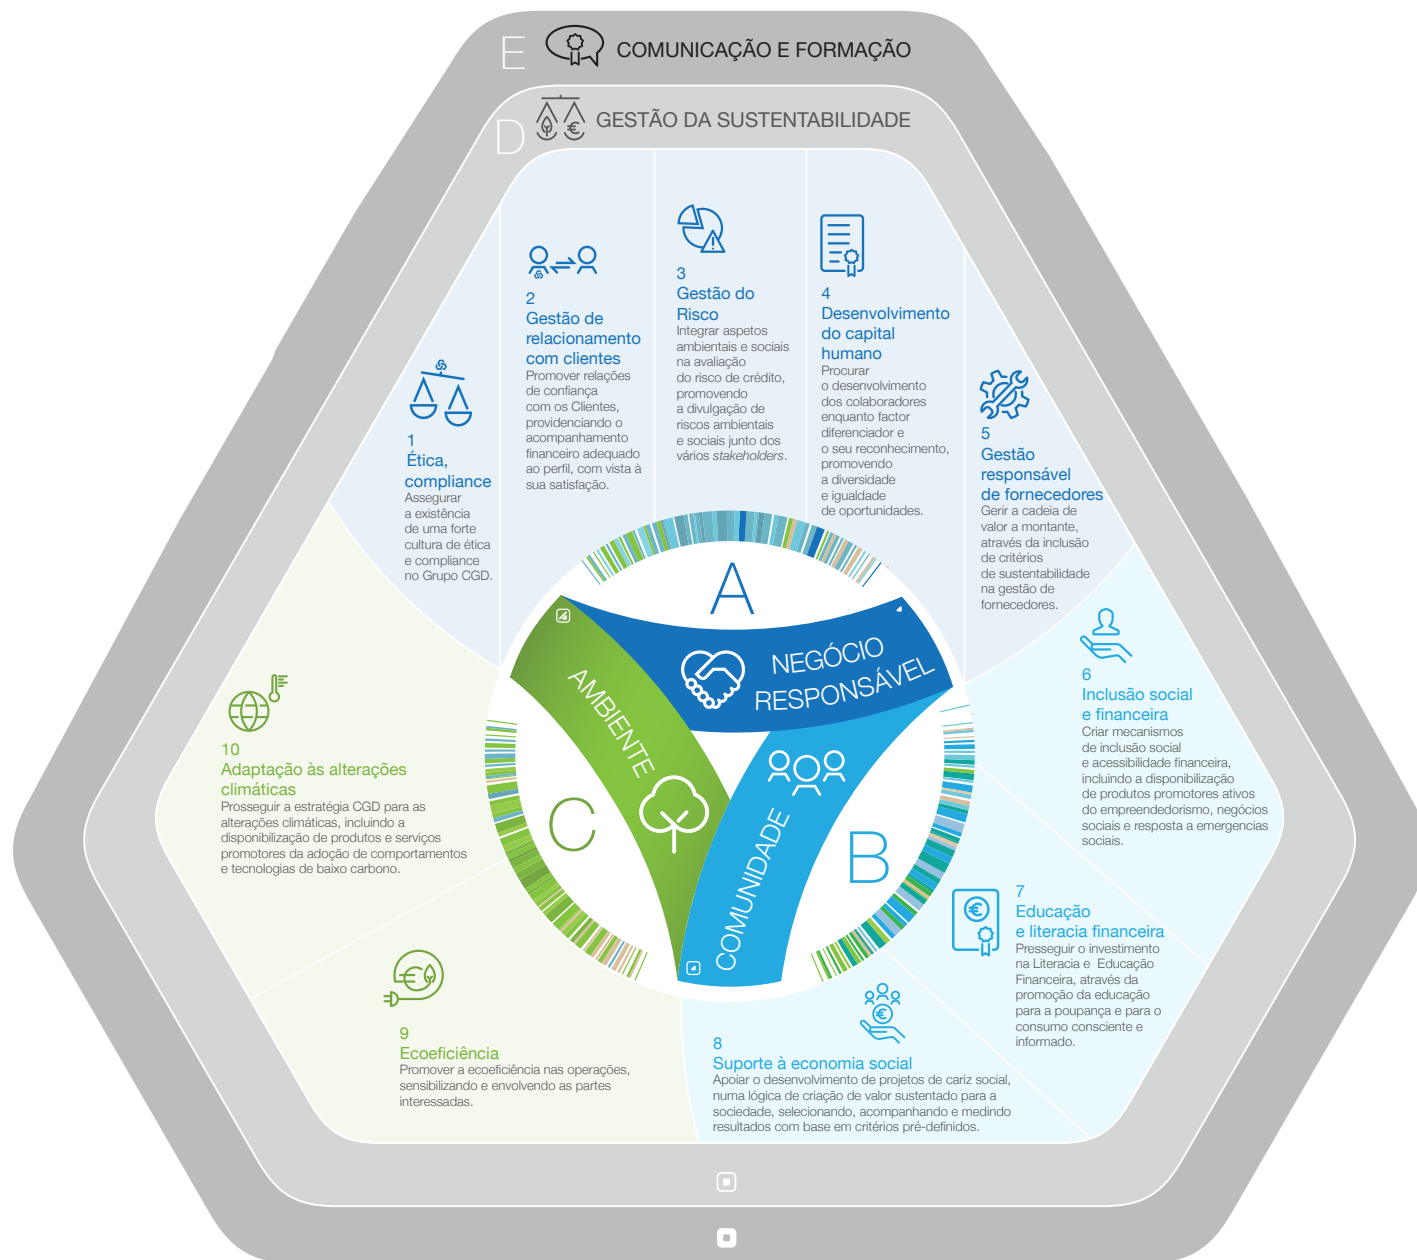 E
COMUNICAÇÃO E FORMAÇÃO
D
GESTÃO DA SUSTENTABILIDADE
1
Ética,
compliance
Assegurar
a existência
de uma forte
cultura de ética
e compliance
no Grupo CGD.
2
Gestão de
relacionamento
com clientes
Promover relações
de confiança
com os Clientes,
providenciando o
acompanhamento
financeiro adequado
ao perfil, com vista à
sua satisfação.
3
Gestão do
Risco
Integrar aspetos
ambientais e sociais
na avaliação
do risco de crédito,
promovendo
a divulgação de
riscos ambientais
e sociais junto dos
vários stakeholders.
4
Desenvolvimento
do capital
humano
Procurar
o desenvolvimento
dos colaboradores
enquanto factor
diferenciador e
o seu reconhecimento,
promovendo
a diversidade
e igualdade
de oportunidades.
5
Gestão
responsável
de fornecedores
Gerir a cadeia de
valor a montante,
através da inclusão
de critérios
de sustentabilidade
na gestão de
fornecedores.
A
NEGÓCIO
RESPONSÁVEL
AMBIENTE
C
COMUNIDADE
B
6
Inclusão social
e financeira
Criar mecanismos
de inclusão social
e acessibilidade financeira,
incluindo a disponibilização
de produtos promotores ativos
do empreendedorismo, negócios
sociais e resposta a emergencias
sociais.
7
Educação
e literacia financeira
Presseguir o investimento
na Literacia e Educação
Financeira, através da
promoção da educação
para a poupança e para o
consumo consciente e
informado.
8
Suporte à economia social
Apoiar o desenvolvimento de projetos de cariz social,
numa lógica de criação de valor sustentado para a
sociedade, selecionando, acompanhando e medindo
resultados com base em critérios pré-definidos.
9
Ecoeficiência
Promover a ecoeficiência nas operações,
sensibilizando e envolvendo as partes
interessadas.
10
Adaptação às alterações
climáticas
Prosseguir a estratégia CGD para as
alterações climáticas, incluindo a
disponibilização de produtos e serviços
promotores da adoção de comportamentos
e tecnologias de baixo carbono.